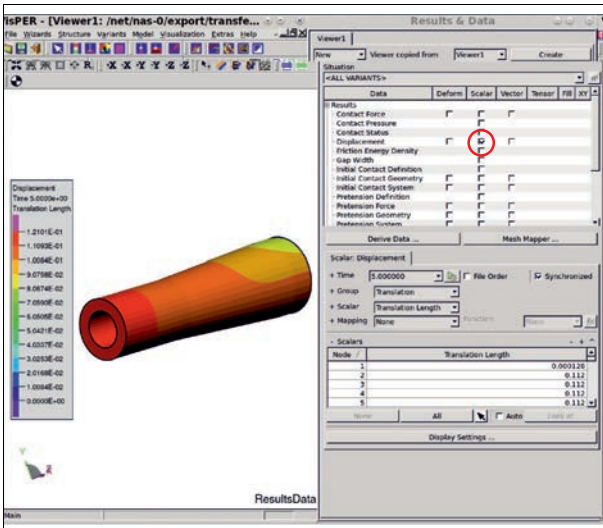 VisPER - [Viewer1: /net/nas-0/export/transfe...
File Wizards Structure Variants Model Visualization Extras Help
Displacement
Time 5.0000e+00
Translation Length
1.2101E-01
1.1093E-01
1.0084E-01
9.0758E-02
8.0674E-02
7.0590E-02
6.0505E-02
5.0421E-02
4.0337E-02
3.0253E-02
2.0168E-02
1.0084E-02
0.0000E+00
Y
Z
ResultsData
Main
Results & Data
Viewer1
New Viewer copied from Viewer1 Create
Situation
<ALL VARIANTS>
Data Deform Scalar Vector Tensor Fill XY
Results
Contact Force
Contact Pressure
Contact Status
Displacement
Friction Energy Density
Gap Width
Initial Contact Definition
Initial Contact Geometry
Initial Contact System
Pretension Definition
Pretension Force
Pretension Geometry
Pretension System
Derive Data ... Mesh Mapper ...
Scalar: Displacement
+ Time 5.000000 File Order Synchronized
+ Group Translation
+ Scalar Translation Length
+ Mapping None Function None
- Scalars - + ^
Node / Translation Length
1 0.000120
2 0.112
3 0.112
4 0.112
5 0.112
None All Auto
Display Settings ...